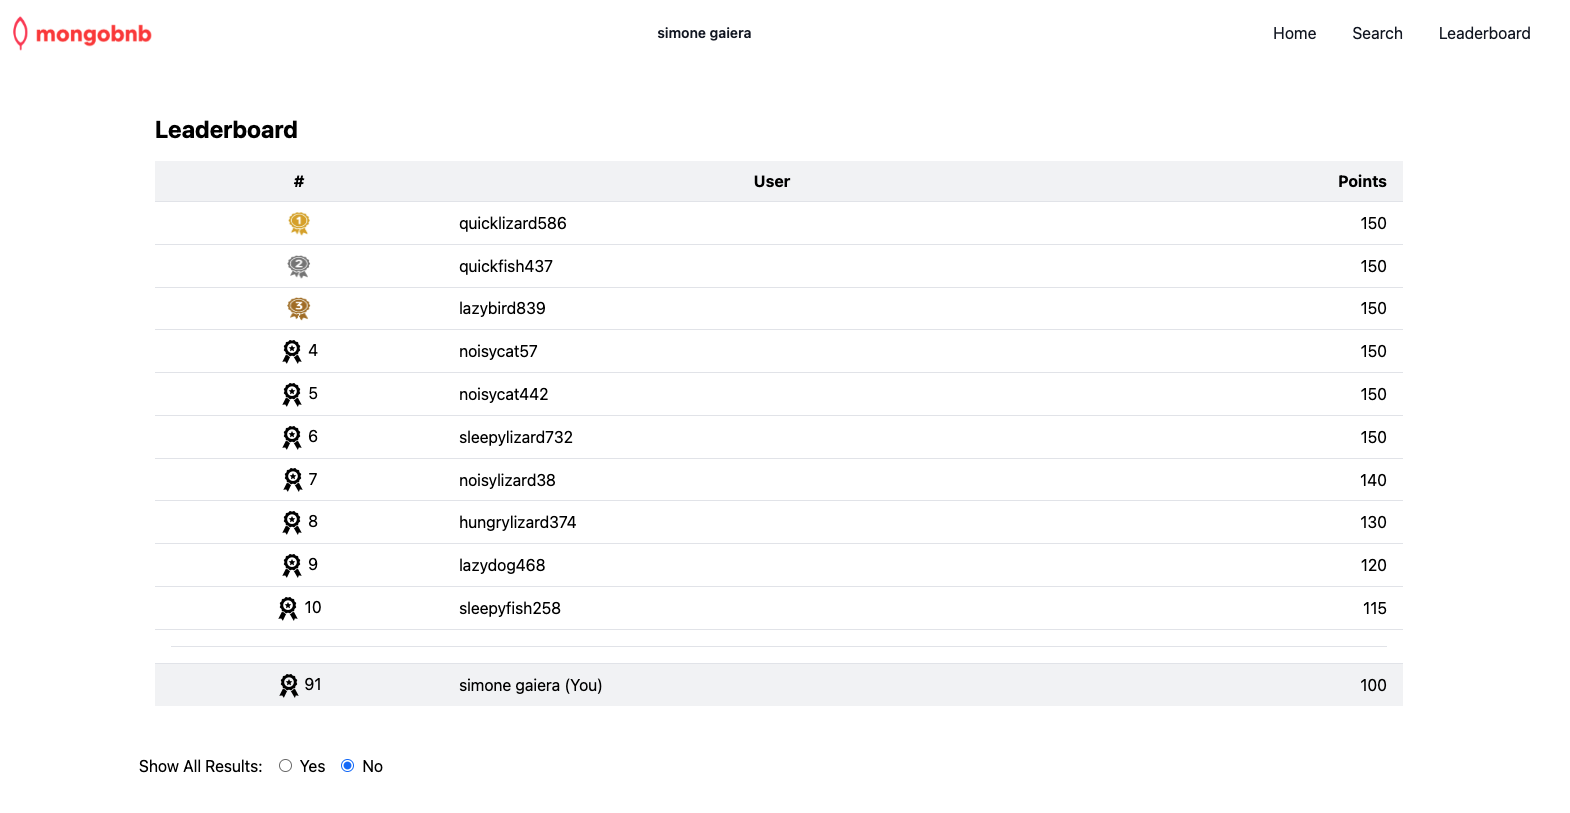 mongobnb
simone gaiera
Home Search Leaderboard
Leaderboard
# User Points
1 quicklizard586 150
2 quickfish437 150
3 lazybird839 150
4 noisycat57 150
5 noisycat442 150
6 sleepylizard732 150
7 noisylizard38 140
8 hungrylizard374 130
9 lazydog468 120
10 sleepyfish258 115
91 simone gaiera (You) 100
Show All Results: Yes No